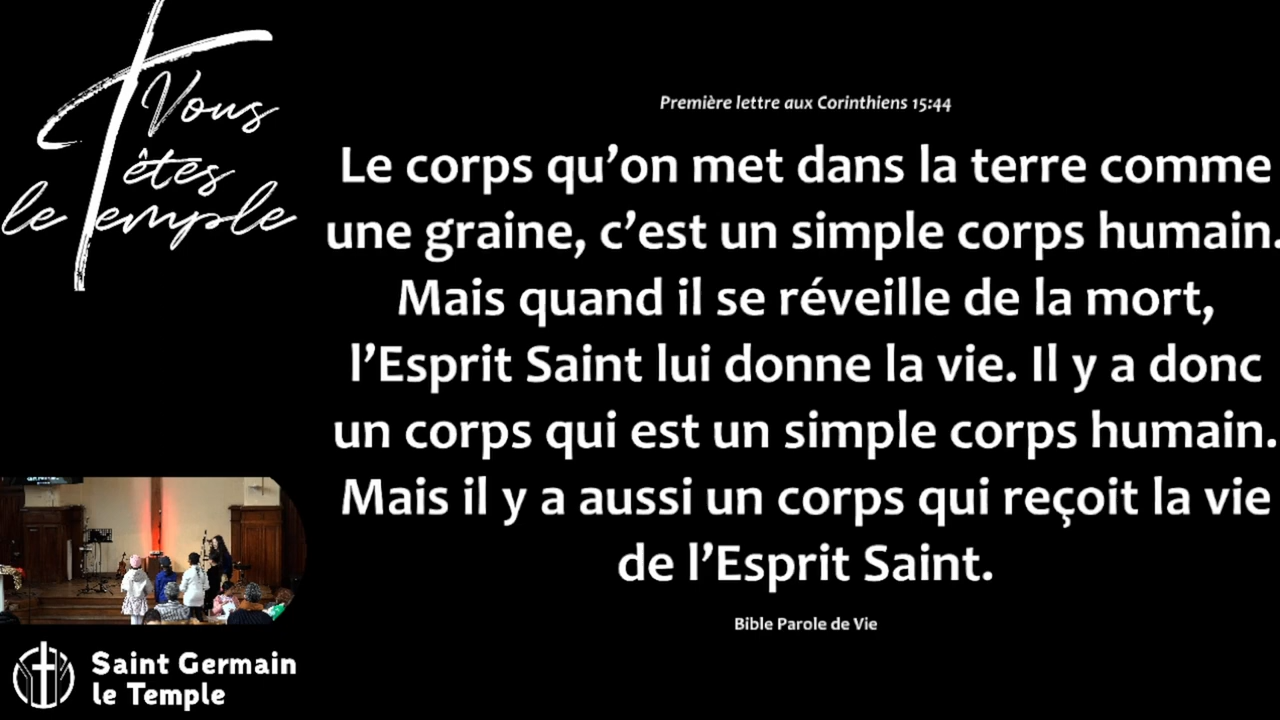 Vous
êtes
le Temple
Première lettre aux Corinthiens 15:44
Le corps qu’on met dans la terre comme
une graine, c’est un simple corps humain.
Mais quand il se réveille de la mort,
l’Esprit Saint lui donne la vie. Il y a donc
un corps qui est un simple corps humain.
Mais il y a aussi un corps qui reçoit la vie
de l’Esprit Saint.
Bible Parole de Vie
Saint Germain
le Temple